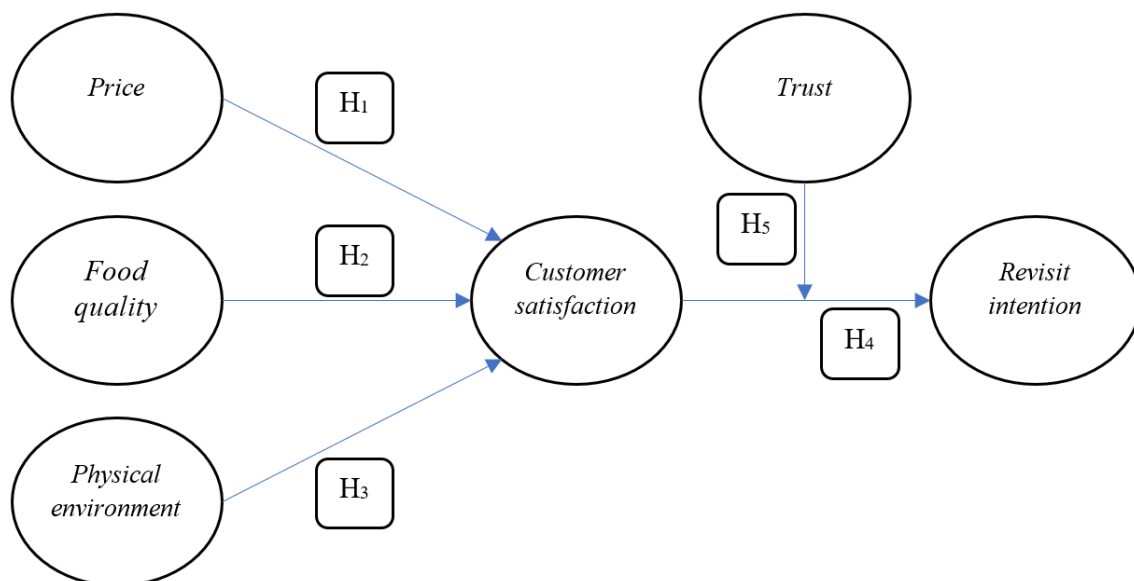 Price
H1
Trust
H5
Food
quality
H2
Customer
satisfaction
Revisit
intention
H4
Physical
environment
H3